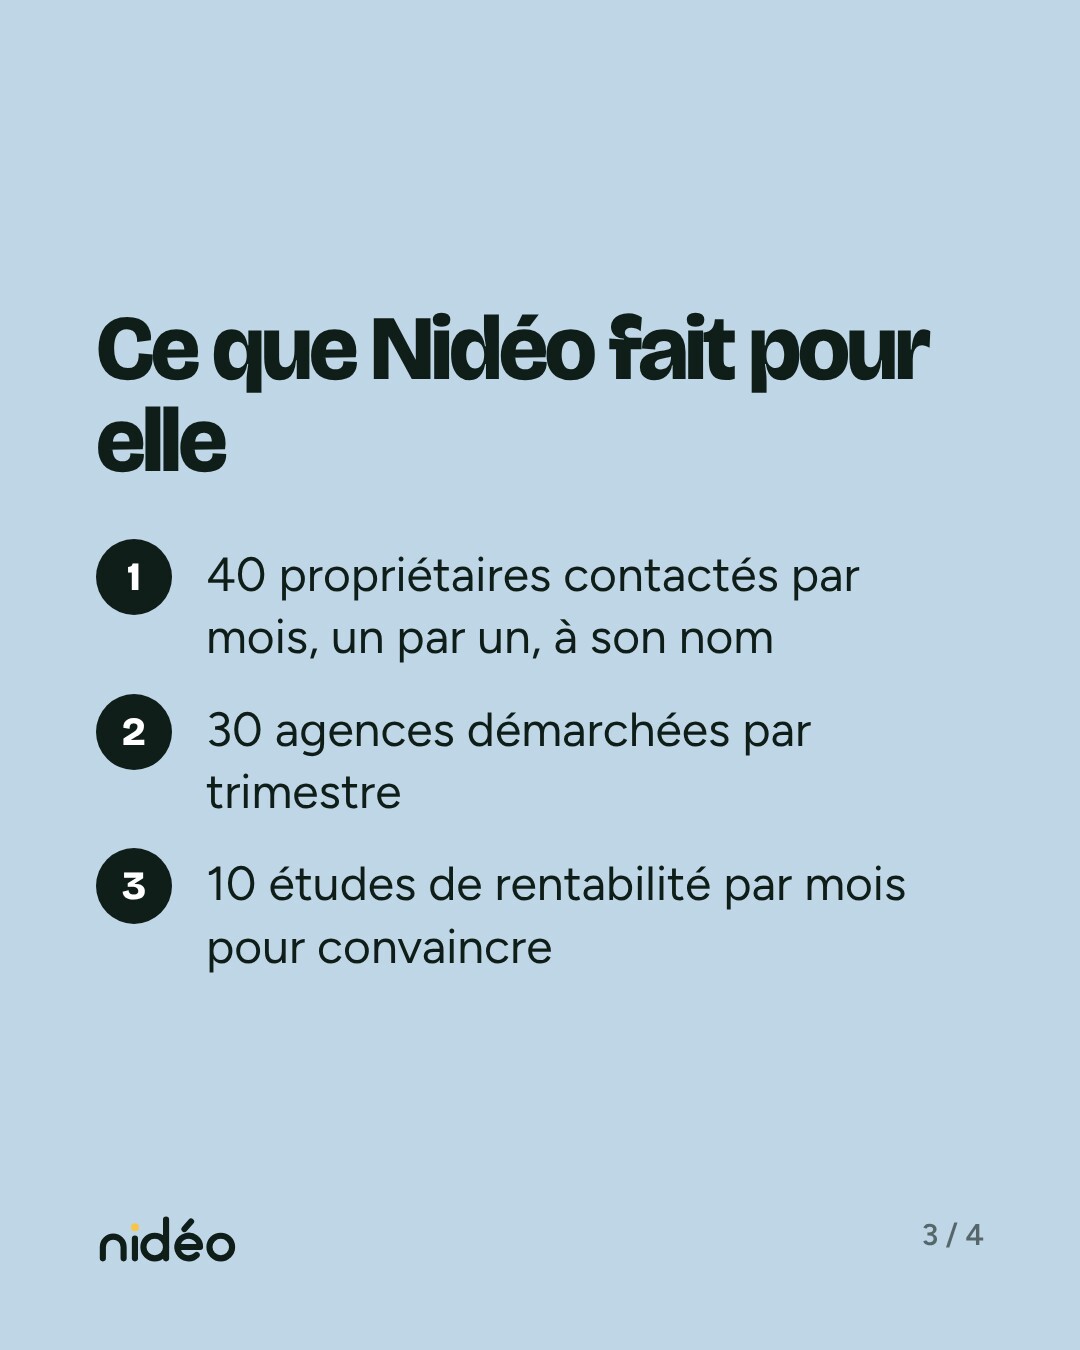 Ce que Nidéo fait pour
elle
1 40 propriétaires contactés par
mois, un par un, à son nom
2 30 agences démarchées par
trimestre
3 10 études de rentabilité par mois
pour convaincre
nidéo 3 / 4